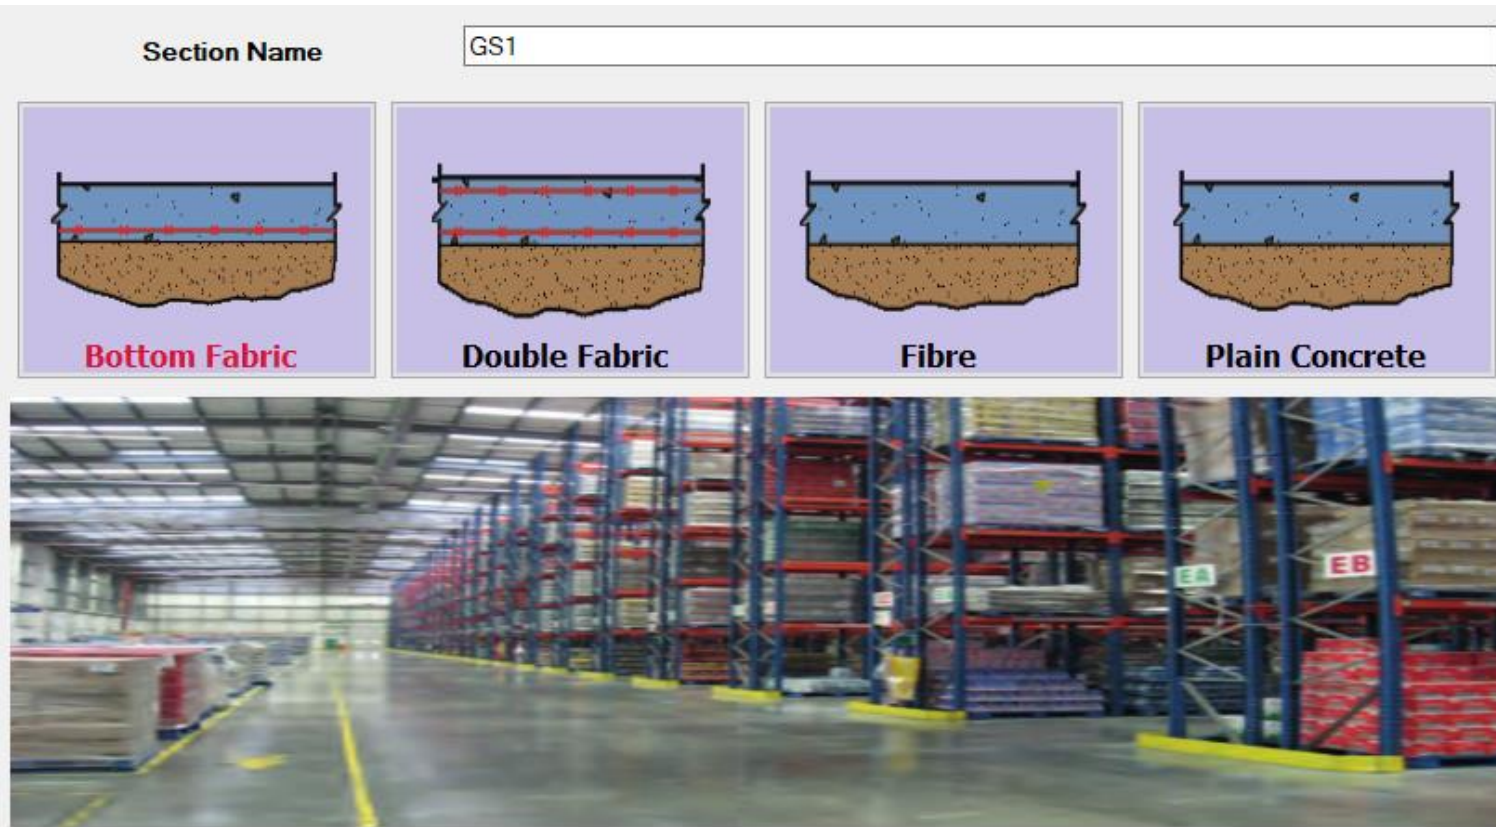 Section Name
GS1
Bottom Fabric
Double Fabric
Fibre
Plain Concrete
EA
EB